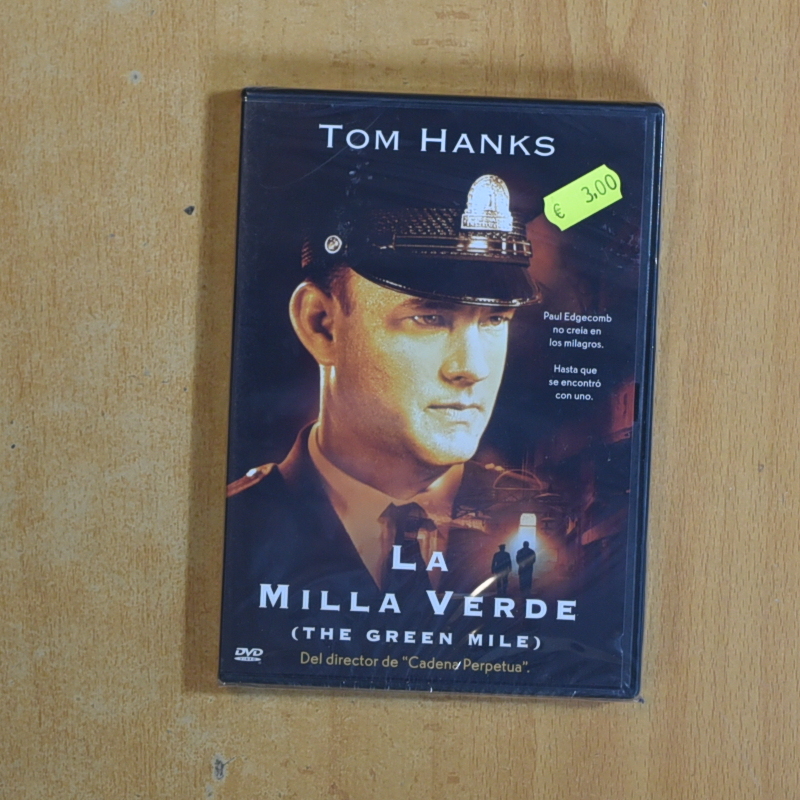 TOM HANKS
€ 3,00
Paul Edgecomb
no creía en
los milagros.
Hasta que
se encontró
con uno.
LA
MILLA VERDE
(THE GREEN MILE)
DVD
VIDEO
Del director de "Cadena Perpetua".